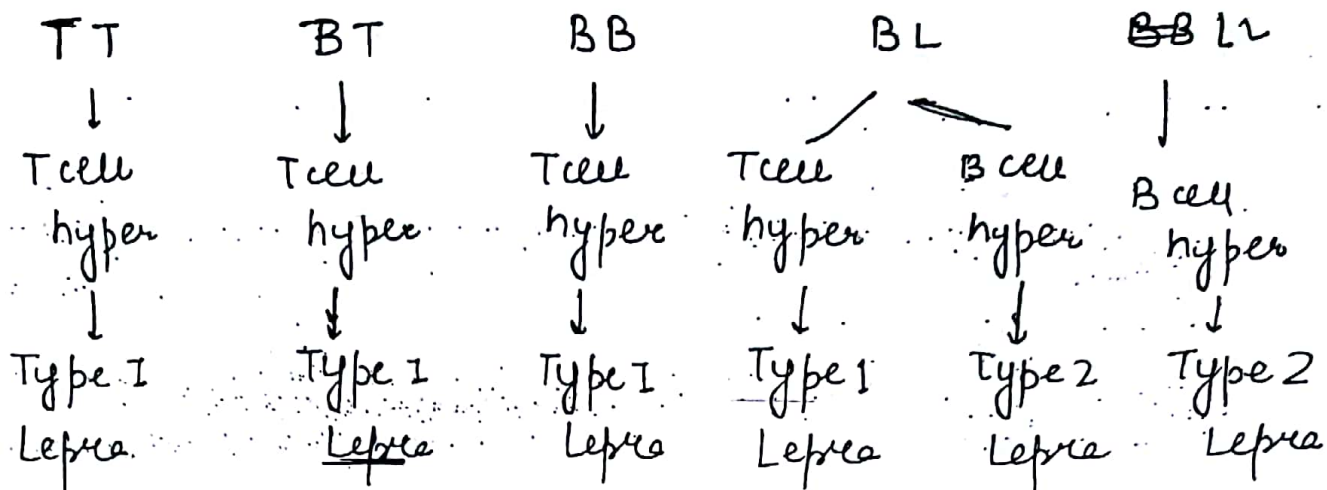 TT BT BB BL LL
T cell T cell T cell T cell B cell B cell
hyper hyper hyper hyper hyper hyper
Type I Type I Type I Type 1 Type 2 Type 2
Lepra Lepra Lepra Lepra Lepra Lepra